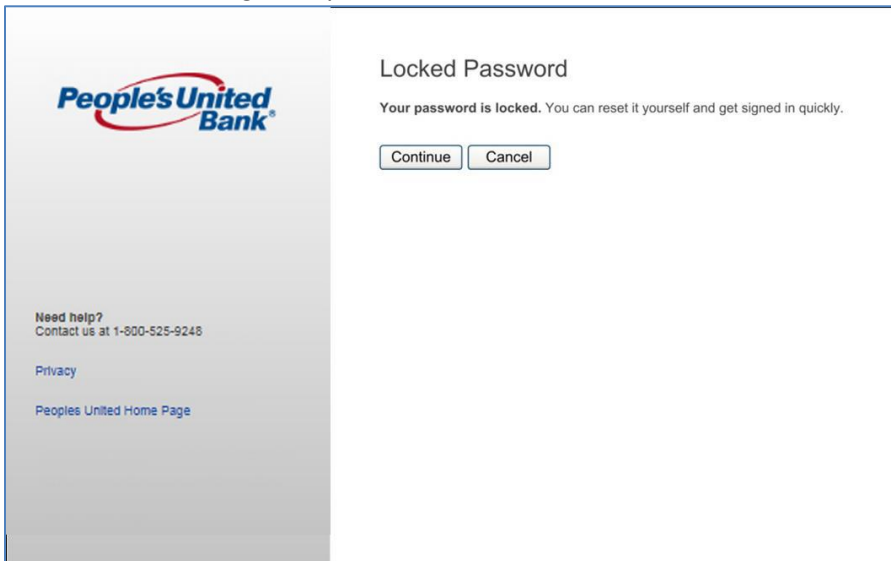 People's United
Bank®
Locked Password
Your password is locked. You can reset it yourself and get signed in quickly.
Continue Cancel
Need help?
Contact us at 1-800-525-9248
Privacy
Peoples United Home Page